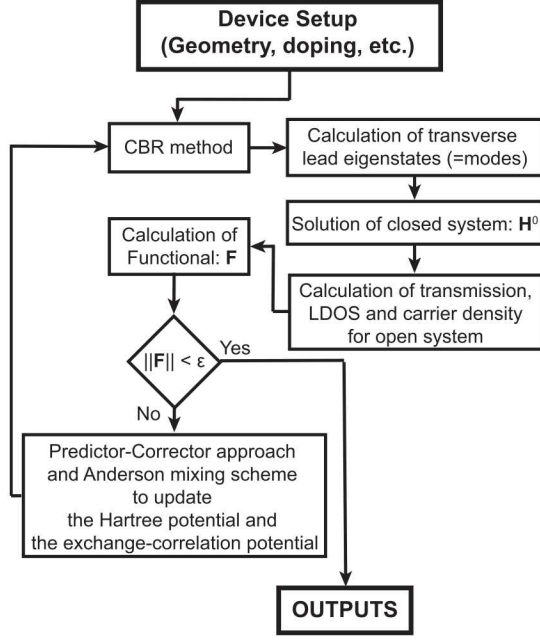 Device Setup
(Geometry, doping, etc.)
CBR method
Calculation of transverse
lead eigenstates (=modes)
Solution of closed system: H⁰
Calculation of transmission,
LDOS and carrier density
for open system
Calculation of
Functional: F
||F|| < ε
Yes
No
Predictor-Corrector approach
and Anderson mixing scheme
to update
the Hartree potential and
the exchange-correlation potential
OUTPUTS